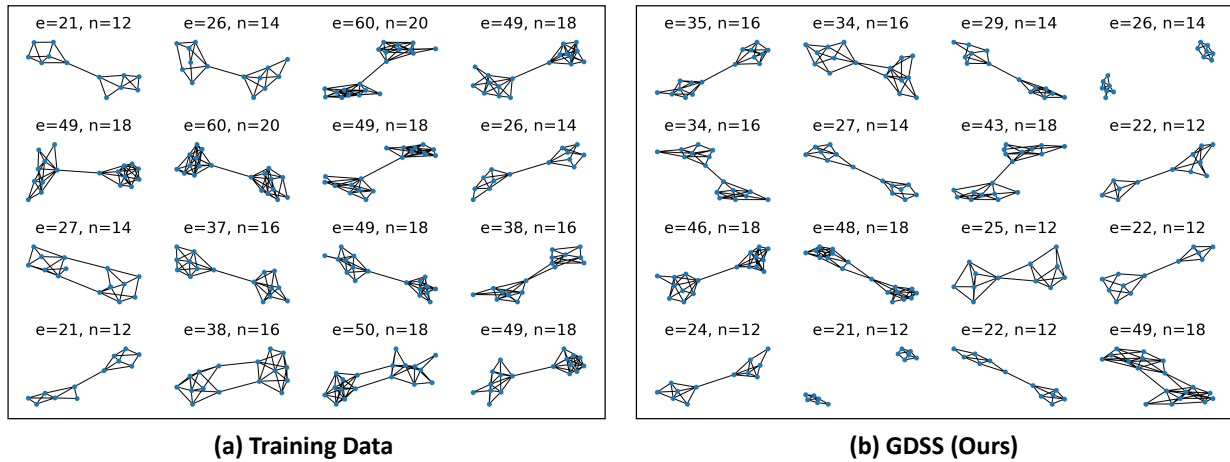 e=21, n=12 e=26, n=14 e=60, n=20 e=49, n=18
e=49, n=18 e=60, n=20 e=49, n=18 e=26, n=14
e=27, n=14 e=37, n=16 e=49, n=18 e=38, n=16
e=21, n=12 e=38, n=16 e=50, n=18 e=49, n=18
(a) Training Data
e=35, n=16 e=34, n=16 e=29, n=14 e=26, n=14
e=34, n=16 e=27, n=14 e=43, n=18 e=22, n=12
e=46, n=18 e=48, n=18 e=25, n=12 e=22, n=12
e=24, n=12 e=21, n=12 e=22, n=12 e=49, n=18
(b) GDSS (Ours)